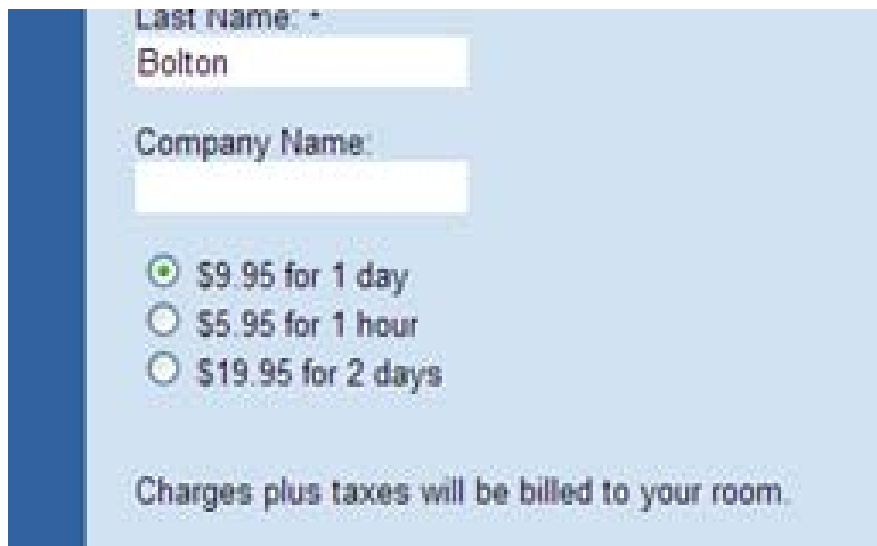 Last Name: *
Bolton
Company Name:
$9.95 for 1 day
$5.95 for 1 hour
$19.95 for 2 days
Charges plus taxes will be billed to your room.